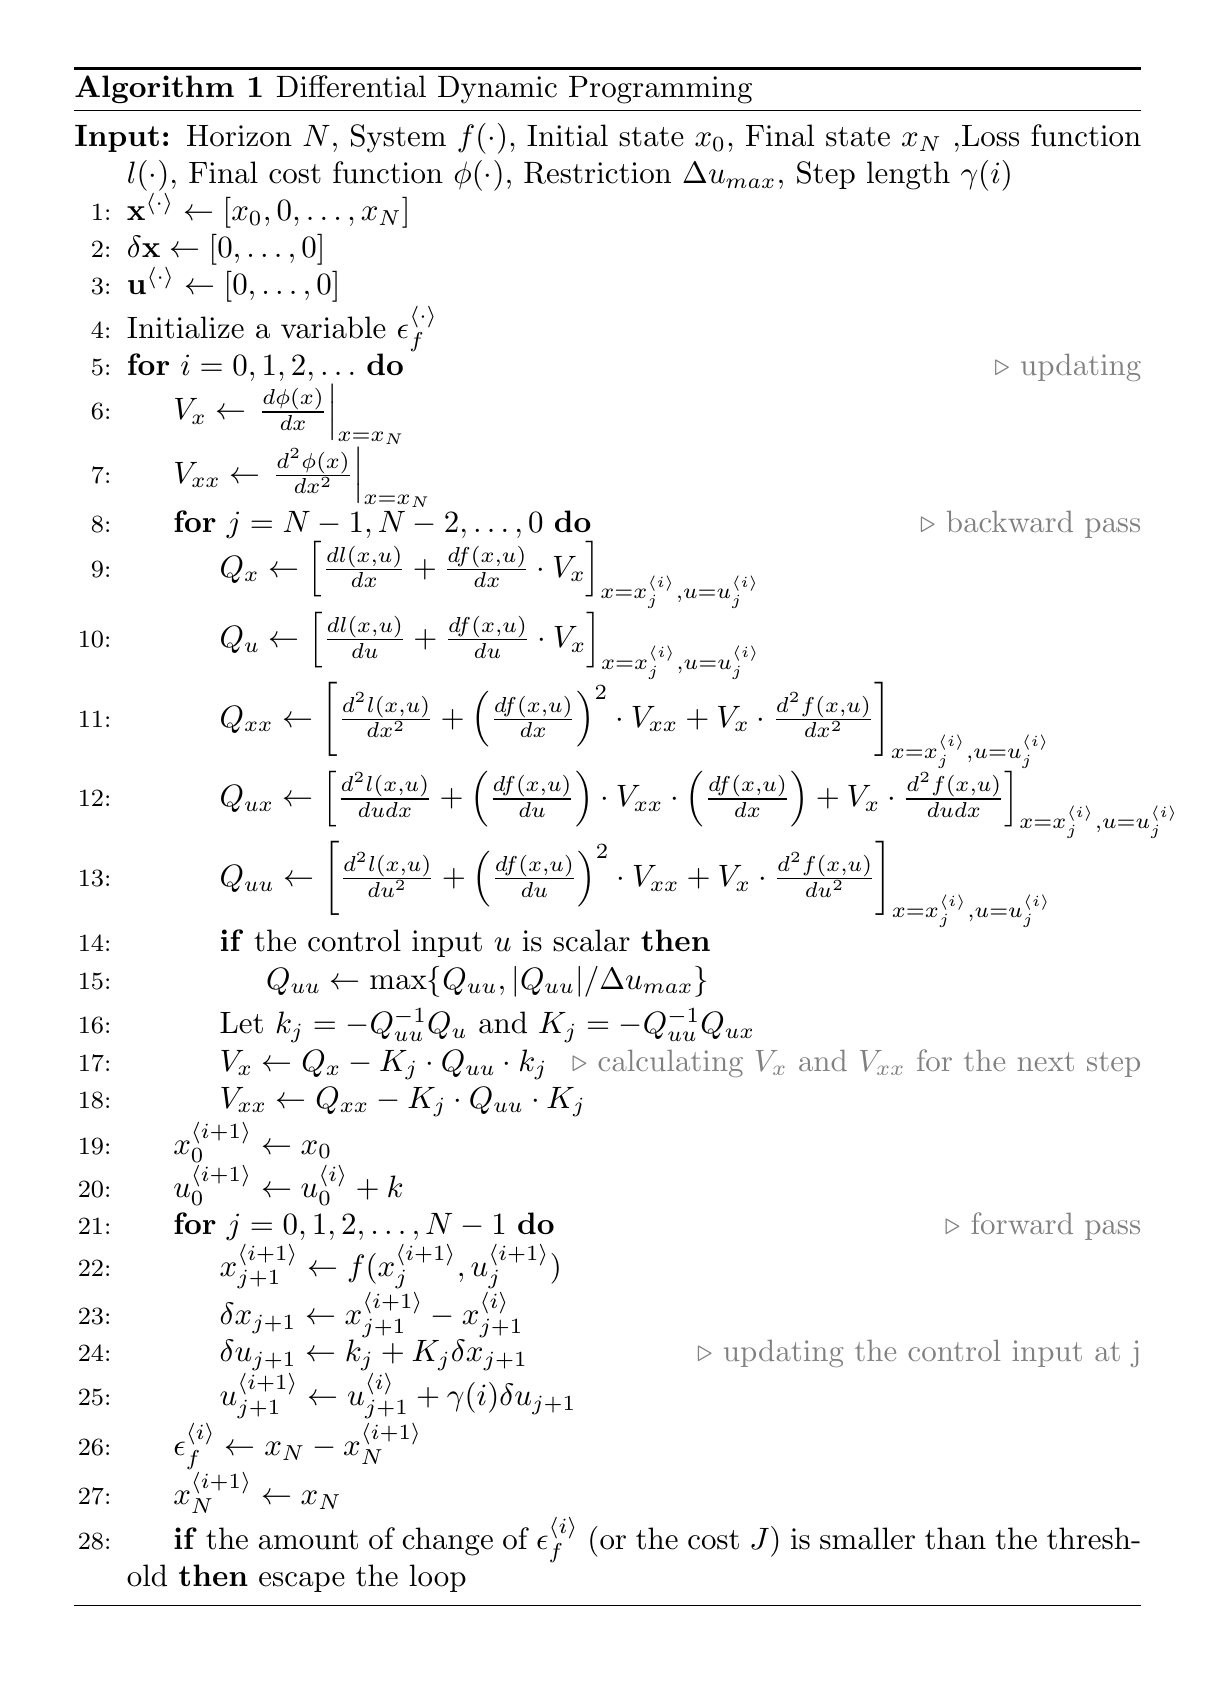 Algorithm 1 Differential Dynamic Programming
Input: Horizon $N$, System $f(\cdot)$, Initial state $x_0$, Final state $x_N$ ,Loss function
$l(\cdot)$, Final cost function $\phi(\cdot)$, Restriction $\Delta u_{max}$, Step length $\gamma(i)$
1: $\mathbf{x}^{\langle\cdot\rangle} \leftarrow [x_0, 0, \ldots, x_N]$
2: $\delta\mathbf{x} \leftarrow [0, \ldots, 0]$
3: $\mathbf{u}^{\langle\cdot\rangle} \leftarrow [0, \ldots, 0]$
4: Initialize a variable $\epsilon_f^{\langle\cdot\rangle}$
5: for $i = 0, 1, 2, \ldots$ do ▷ updating
6: $V_x \leftarrow \left.\frac{d\phi(x)}{dx}\right|_{x=x_N}$
7: $V_{xx} \leftarrow \left.\frac{d^2\phi(x)}{dx^2}\right|_{x=x_N}$
8: for $j = N-1, N-2, \ldots, 0$ do ▷ backward pass
9: $Q_x \leftarrow \left[\frac{dl(x,u)}{dx} + \frac{df(x,u)}{dx} \cdot V_x\right]_{x=x_j^{\langle i\rangle}, u=u_j^{\langle i\rangle}}$
10: $Q_u \leftarrow \left[\frac{dl(x,u)}{du} + \frac{df(x,u)}{du} \cdot V_x\right]_{x=x_j^{\langle i\rangle}, u=u_j^{\langle i\rangle}}$
11: $Q_{xx} \leftarrow \left[\frac{d^2l(x,u)}{dx^2} + \left(\frac{df(x,u)}{dx}\right)^2 \cdot V_{xx} + V_x \cdot \frac{d^2f(x,u)}{dx^2}\right]_{x=x_j^{\langle i\rangle}, u=u_j^{\langle i\rangle}}$
12: $Q_{ux} \leftarrow \left[\frac{d^2l(x,u)}{dudx} + \left(\frac{df(x,u)}{du}\right) \cdot V_{xx} \cdot \left(\frac{df(x,u)}{dx}\right) + V_x \cdot \frac{d^2f(x,u)}{dudx}\right]_{x=x_j^{\langle i\rangle}, u=u_j^{\langle i\rangle}}$
13: $Q_{uu} \leftarrow \left[\frac{d^2l(x,u)}{du^2} + \left(\frac{df(x,u)}{du}\right)^2 \cdot V_{xx} + V_x \cdot \frac{d^2f(x,u)}{du^2}\right]_{x=x_j^{\langle i\rangle}, u=u_j^{\langle i\rangle}}$
14: if the control input $u$ is scalar then
15: $Q_{uu} \leftarrow \max\{Q_{uu}, |Q_{uu}|/\Delta u_{max}\}$
16: Let $k_j = -Q_{uu}^{-1}Q_u$ and $K_j = -Q_{uu}^{-1}Q_{ux}$
17: $V_x \leftarrow Q_x - K_j \cdot Q_{uu} \cdot k_j$ ▷ calculating $V_x$ and $V_{xx}$ for the next step
18: $V_{xx} \leftarrow Q_{xx} - K_j \cdot Q_{uu} \cdot K_j$
19: $x_0^{\langle i+1\rangle} \leftarrow x_0$
20: $u_0^{\langle i+1\rangle} \leftarrow u_0^{\langle i\rangle} + k$
21: for $j = 0, 1, 2, \ldots, N-1$ do ▷ forward pass
22: $x_{j+1}^{\langle i+1\rangle} \leftarrow f(x_j^{\langle i+1\rangle}, u_j^{\langle i+1\rangle})$
23: $\delta x_{j+1} \leftarrow x_{j+1}^{\langle i+1\rangle} - x_{j+1}^{\langle i\rangle}$
24: $\delta u_{j+1} \leftarrow k_j + K_j \delta x_{j+1}$ ▷ updating the control input at j
25: $u_{j+1}^{\langle i+1\rangle} \leftarrow u_{j+1}^{\langle i\rangle} + \gamma(i)\delta u_{j+1}$
26: $\epsilon_f^{\langle i\rangle} \leftarrow x_N - x_N^{\langle i+1\rangle}$
27: $x_N^{\langle i+1\rangle} \leftarrow x_N$
28: if the amount of change of $\epsilon_f^{\langle i\rangle}$ (or the cost $J$) is smaller than the thresh-
old then escape the loop